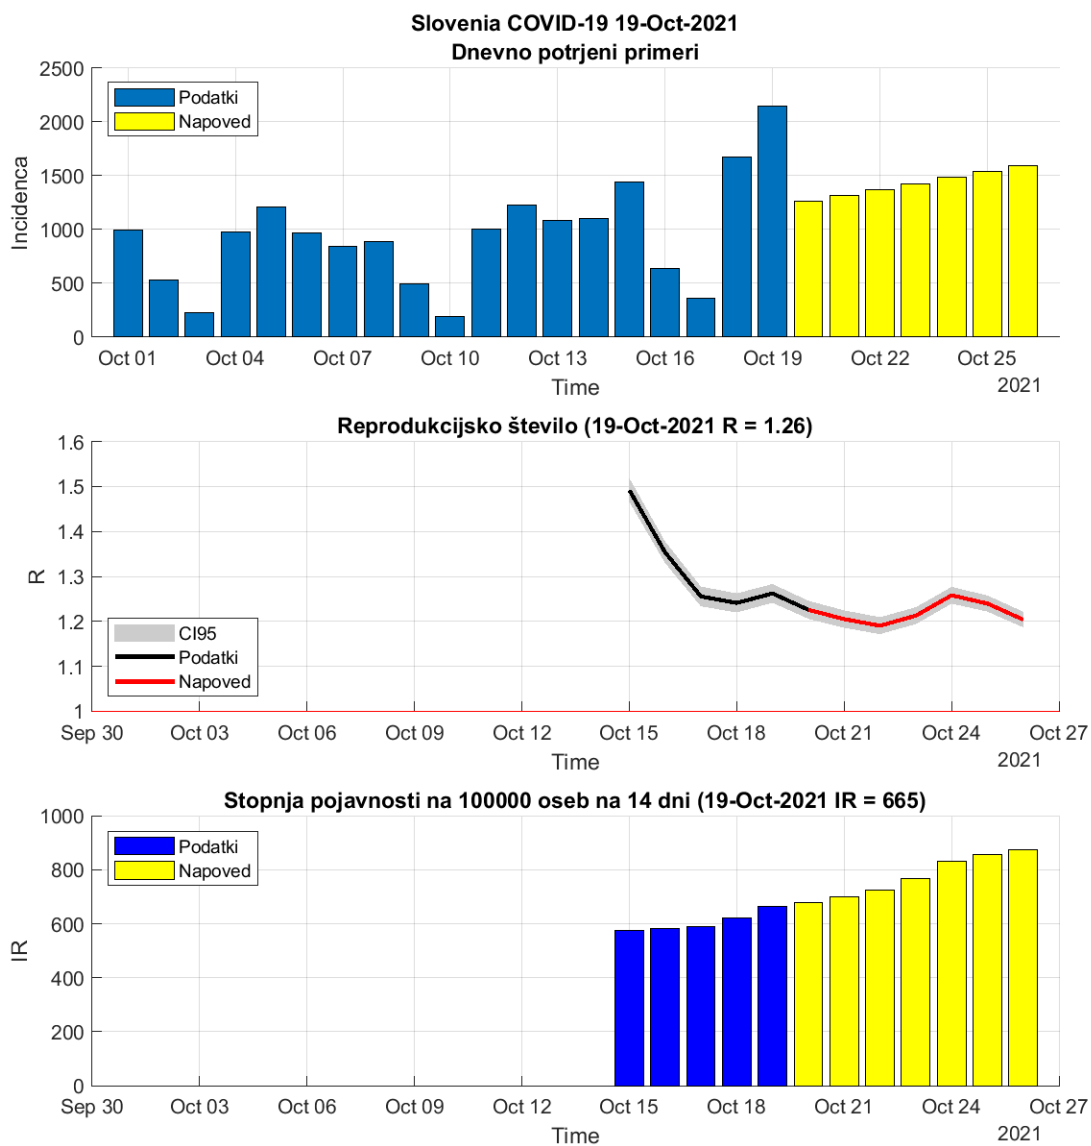 Slovenia COVID-19 19-Oct-2021
Dnevno potrjeni primeri
2500
2000
1500
1000
500
0
Incidenca
Podatki
Napoved
Oct 01 Oct 04 Oct 07 Oct 10 Oct 13 Oct 16 Oct 19 Oct 22 Oct 25
Time
2021
Reprodukcijsko število (19-Oct-2021 R = 1.26)
1.6
1.5
1.4
1.3
1.2
1.1
1
R
CI95
Podatki
Napoved
Sep 30 Oct 03 Oct 06 Oct 09 Oct 12 Oct 15 Oct 18 Oct 21 Oct 24 Oct 27
Time
2021
Stopnja pojavnosti na 100000 oseb na 14 dni (19-Oct-2021 IR = 665)
1000
800
600
400
200
0
IR
Podatki
Napoved
Sep 30 Oct 03 Oct 06 Oct 09 Oct 12 Oct 15 Oct 18 Oct 21 Oct 24 Oct 27
Time
2021